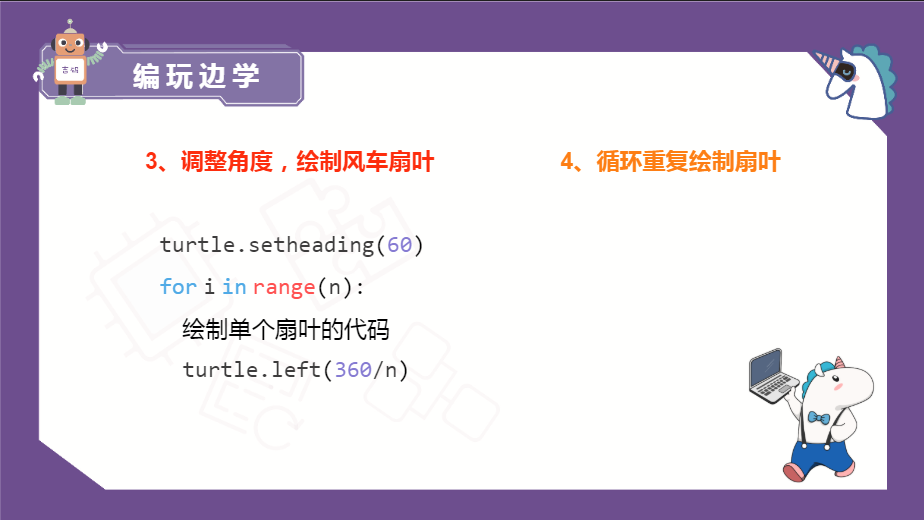 编玩边学
3、调整角度，绘制风车扇叶
4、循环重复绘制扇叶
turtle.setheading(60)
for i in range(n):
绘制单个扇叶的代码
turtle.left(360/n)